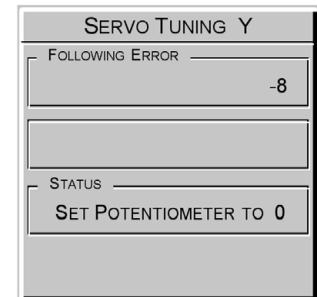 SERVO TUNING Y
FOLLOWING ERROR
-8
STATUS
SET POTENTIOMETER TO 0